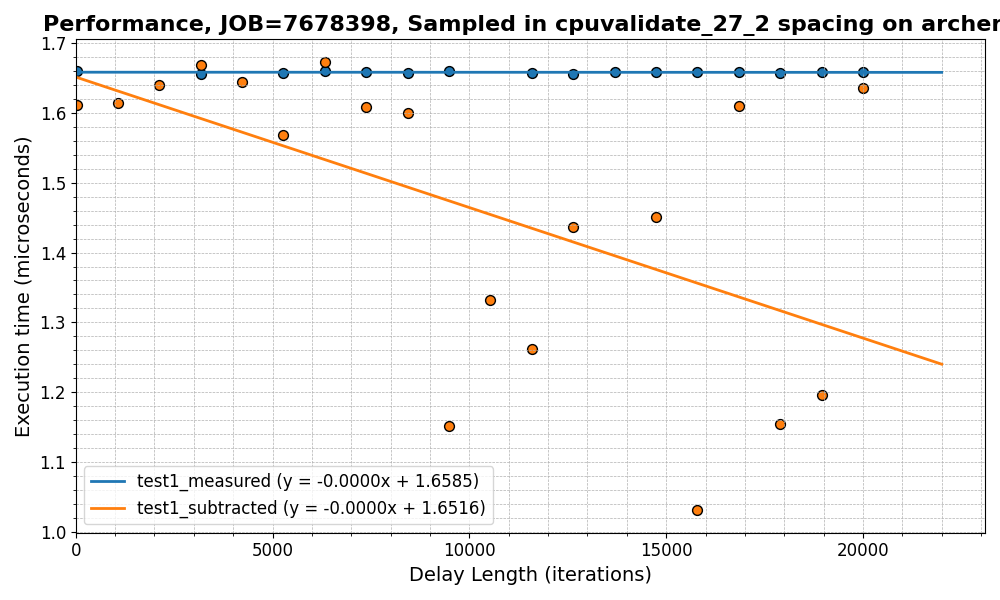 Performance, JOB=7678398, Sampled in cpuvalidate_27_2 spacing on archer
1.7
1.6
1.5
1.4
1.3
1.2
1.1
1.0
Execution time (microseconds)
test1_measured (y = -0.0000x + 1.6585)
test1_subtracted (y = -0.0000x + 1.6516)
0 5000 10000 15000 20000
Delay Length (iterations)